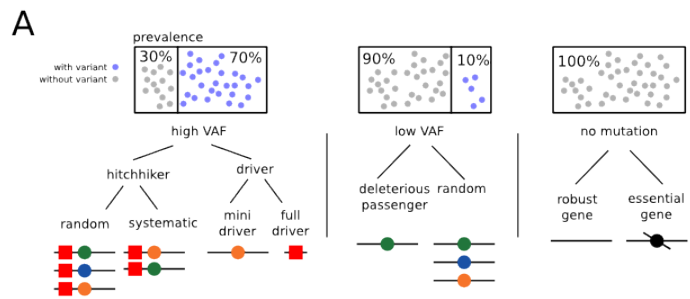 A
prevalence
30% 70%
90% 10%
100%
with variant
without variant
high VAF
low VAF
no mutation
hitchhiker
driver
random
systematic
mini
driver
full
driver
deleterious
passenger
random
robust
gene
essential
gene